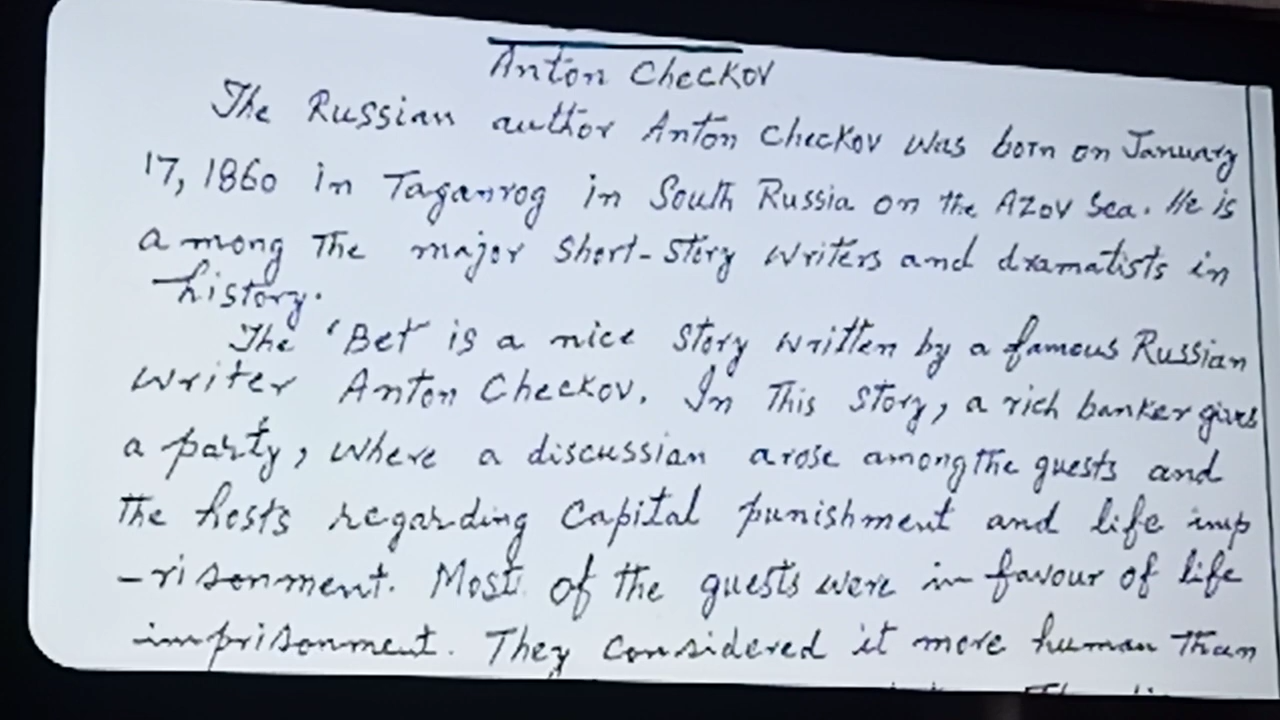 Anton Checkov
The Russian author Anton Checkov was born on January
17, 1860 in Taganrog in South Russia on the Azov Sea. He is
among the major short-story writers and dramatists in
history.
The 'Bet' is a nice story written by a famous Russian
writer Anton Checkov. In this story, a rich banker gives
a party, where a discussian arose among the guests and
the hosts regarding capital punishment and life imp
-risonment. Most of the guests were in favour of life
imprisonment. They considered it more human than